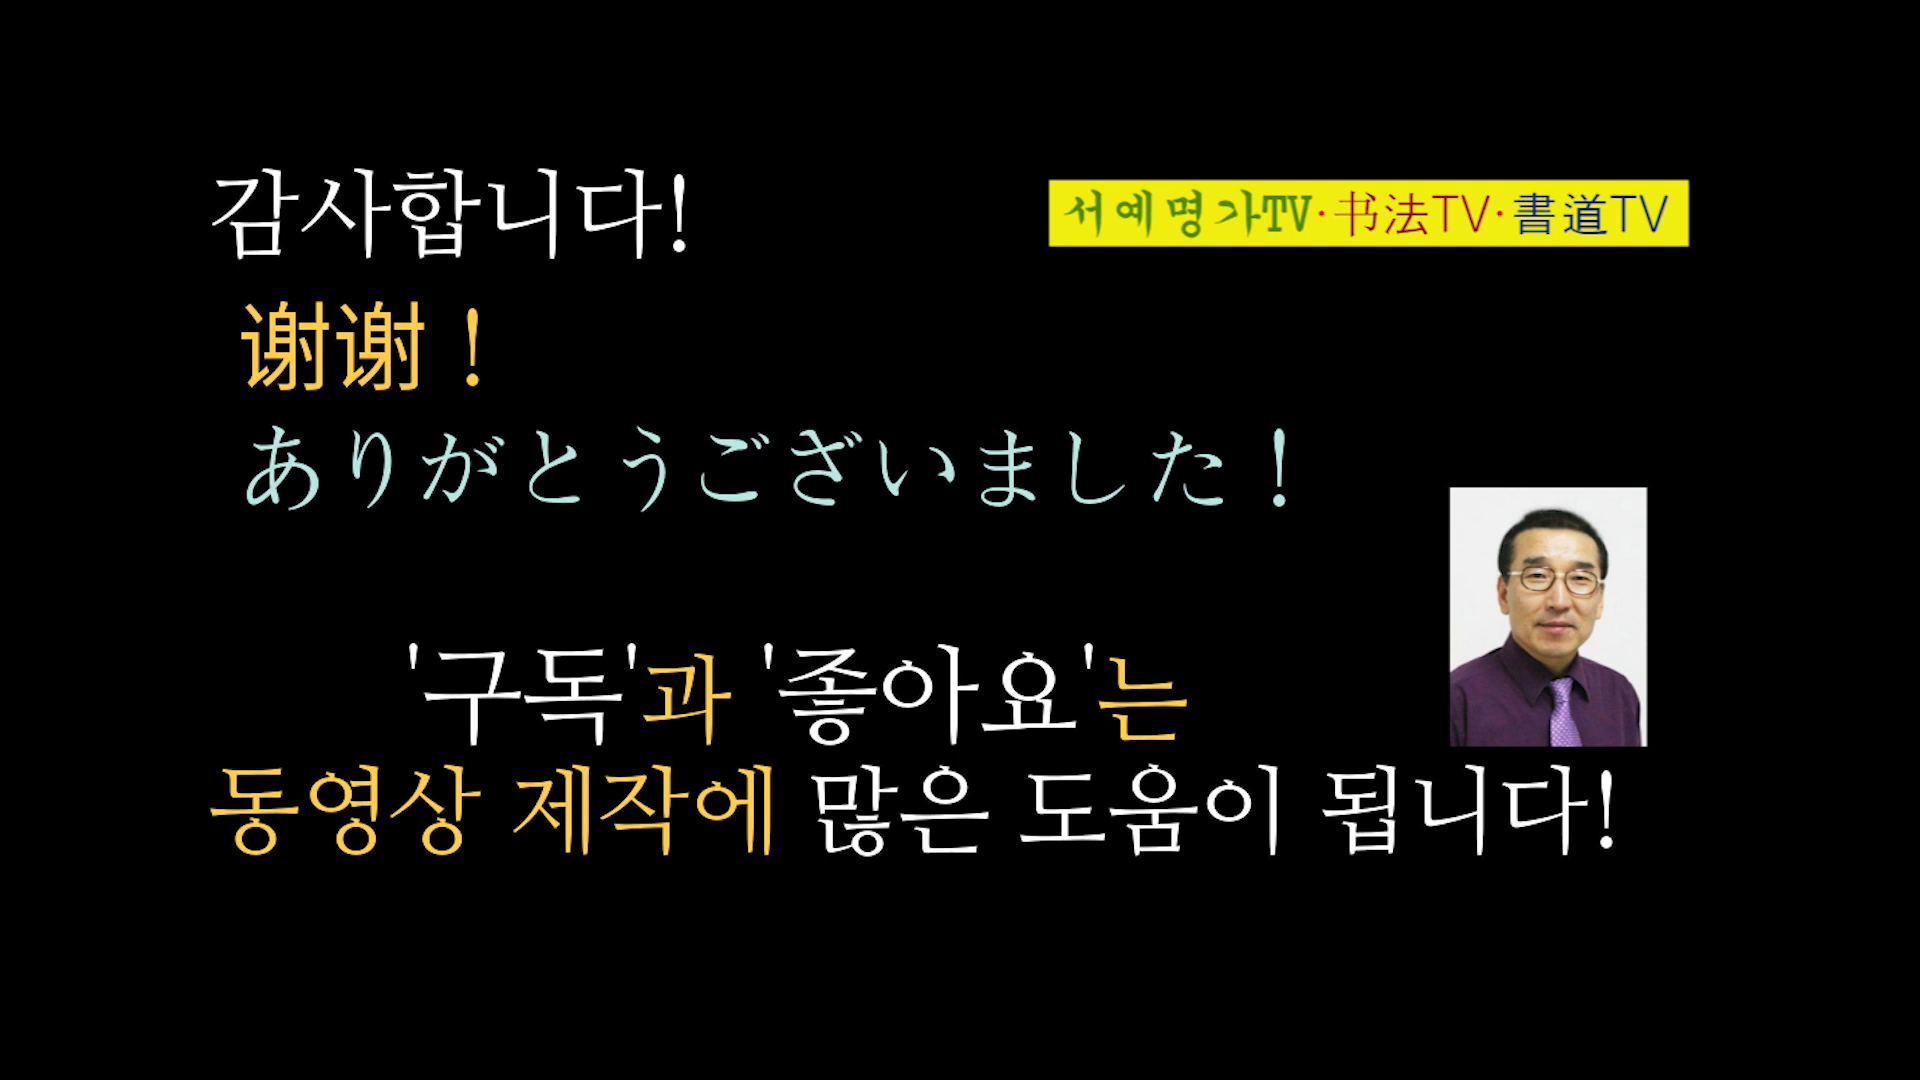 감사합니다!
서예명가TV·书法TV·書道TV
谢谢！
ありがとうございました！
'구독'과 '좋아요'는
동영상 제작에 많은 도움이 됩니다!